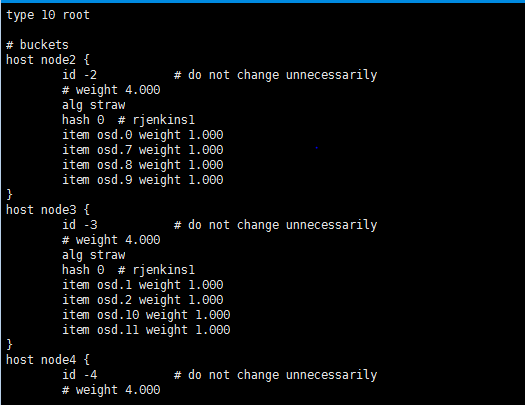 type 10 root

# buckets
host node2 {
        id -2           # do not change unnecessarily
        # weight 4.000
        alg straw
        hash 0  # rjenkins1
        item osd.0 weight 1.000
        item osd.7 weight 1.000
        item osd.8 weight 1.000
        item osd.9 weight 1.000
}
host node3 {
        id -3           # do not change unnecessarily
        # weight 4.000
        alg straw
        hash 0  # rjenkins1
        item osd.1 weight 1.000
        item osd.2 weight 1.000
        item osd.10 weight 1.000
        item osd.11 weight 1.000
}
host node4 {
        id -4           # do not change unnecessarily
        # weight 4.000